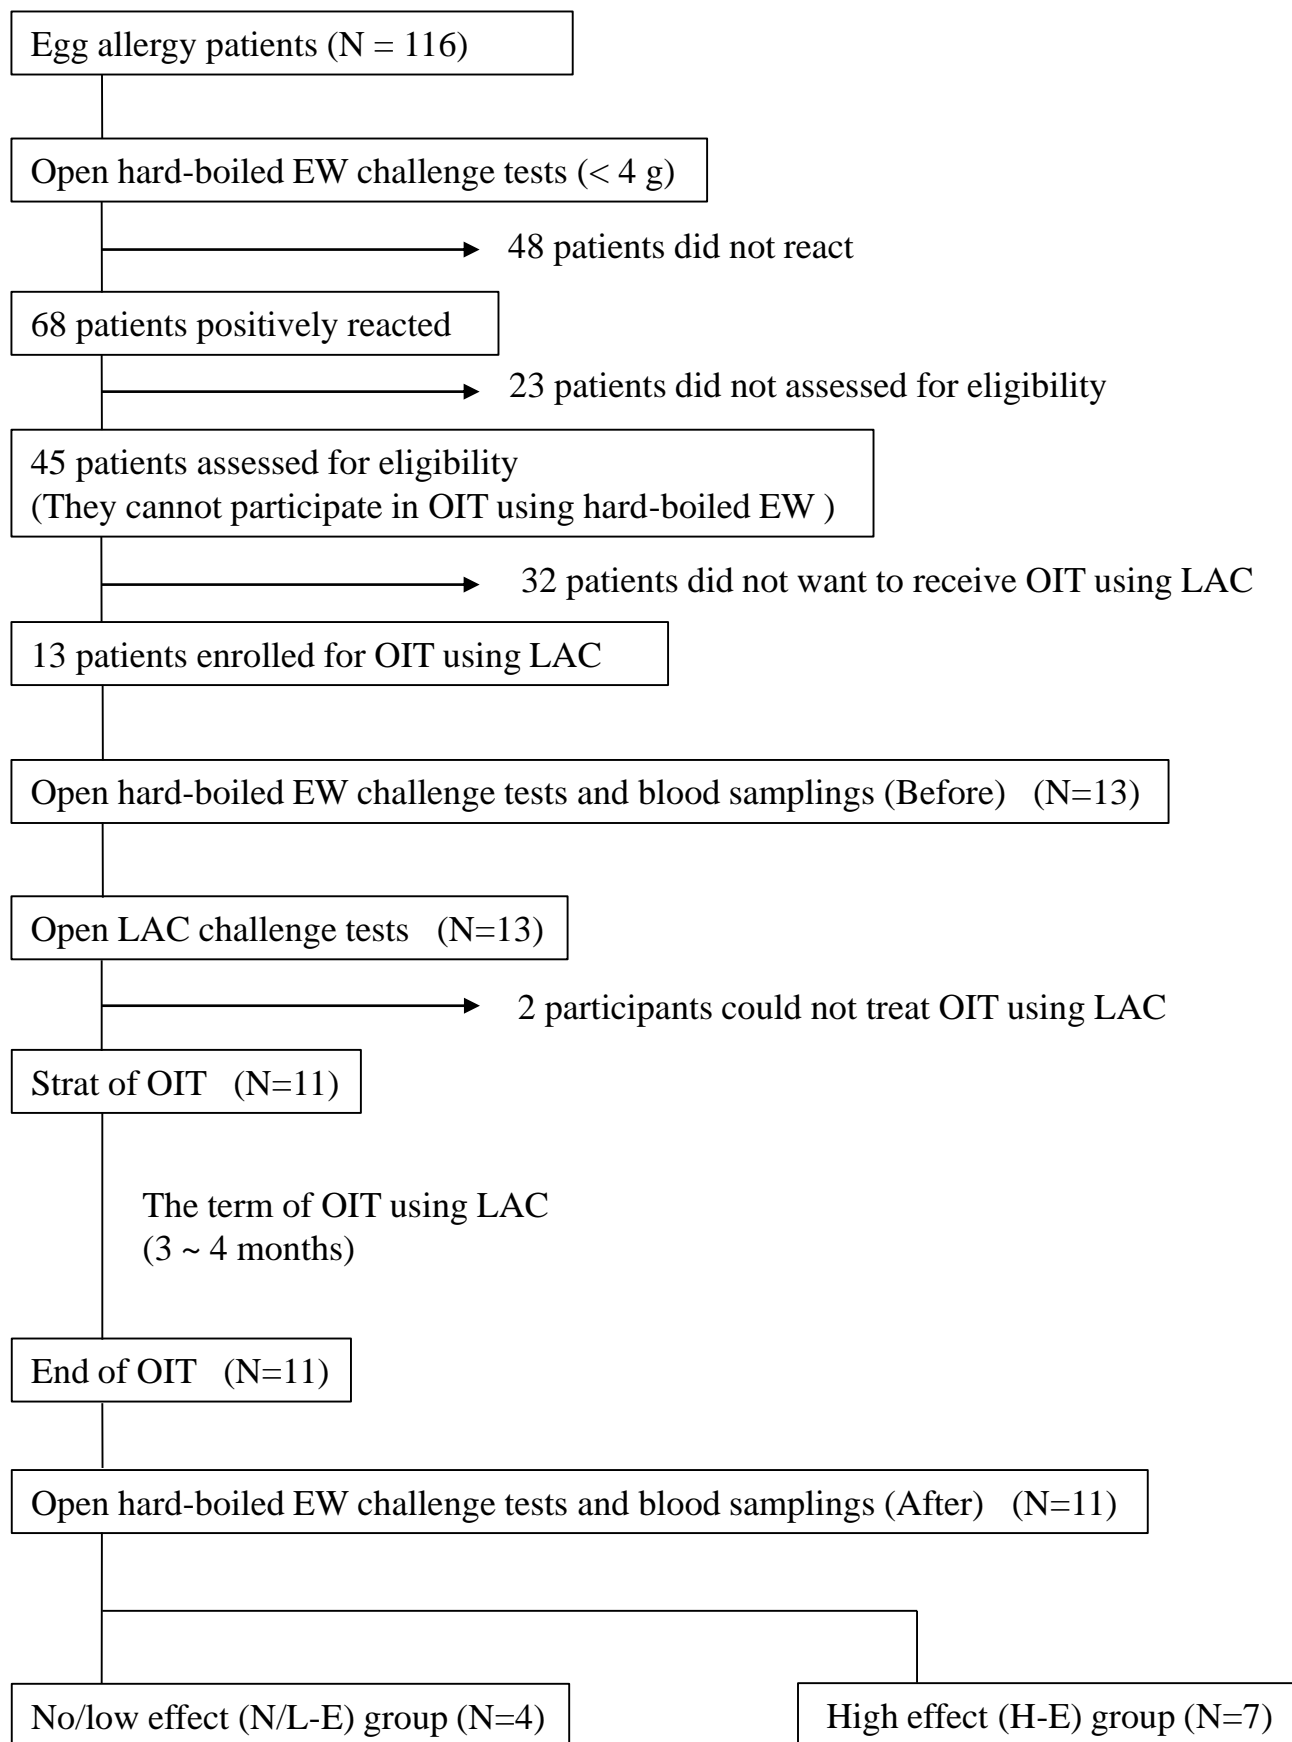 Egg allergy patients (N = 116)
Open hard-boiled EW challenge tests (< 4 g)
48 patients did not react
68 patients positively reacted
23 patients did not assessed for eligibility
45 patients assessed for eligibility
(They cannot participate in OIT using hard-boiled EW )
32 patients did not want to receive OIT using LAC
13 patients enrolled for OIT using LAC
Open hard-boiled EW challenge tests and blood samplings (Before) (N=13)
Open LAC challenge tests (N=13)
2 participants could not treat OIT using LAC
Strat of OIT (N=11)
The term of OIT using LAC
(3 ~ 4 months)
End of OIT (N=11)
Open hard-boiled EW challenge tests and blood samplings (After) (N=11)
No/low effect (N/L-E) group (N=4)
High effect (H-E) group (N=7)